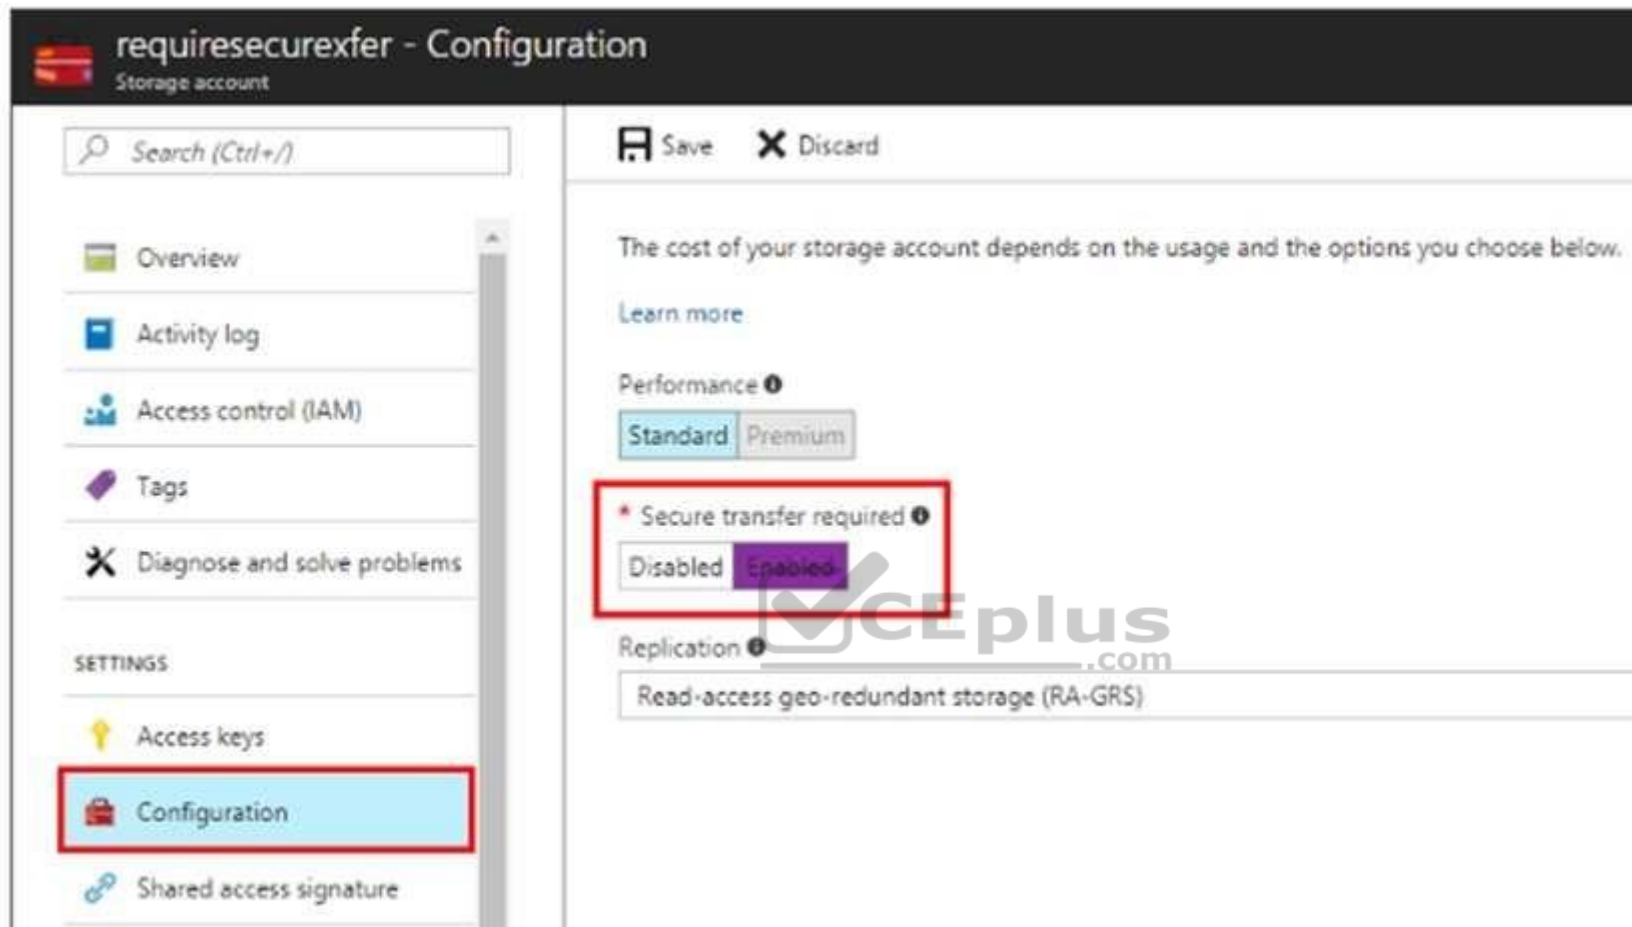 requiresecurexfer - Configuration
Storage account
Search (Ctrl+/)
Overview
Activity log
Access control (IAM)
Tags
Diagnose and solve problems
SETTINGS
Access keys
Configuration
Shared access signature
Save Discard
The cost of your storage account depends on the usage and the options you choose below.
Learn more
Performance
Standard Premium
* Secure transfer required
Disabled Enabled
CEplus
.com
Replication
Read-access geo-redundant storage (RA-GRS)